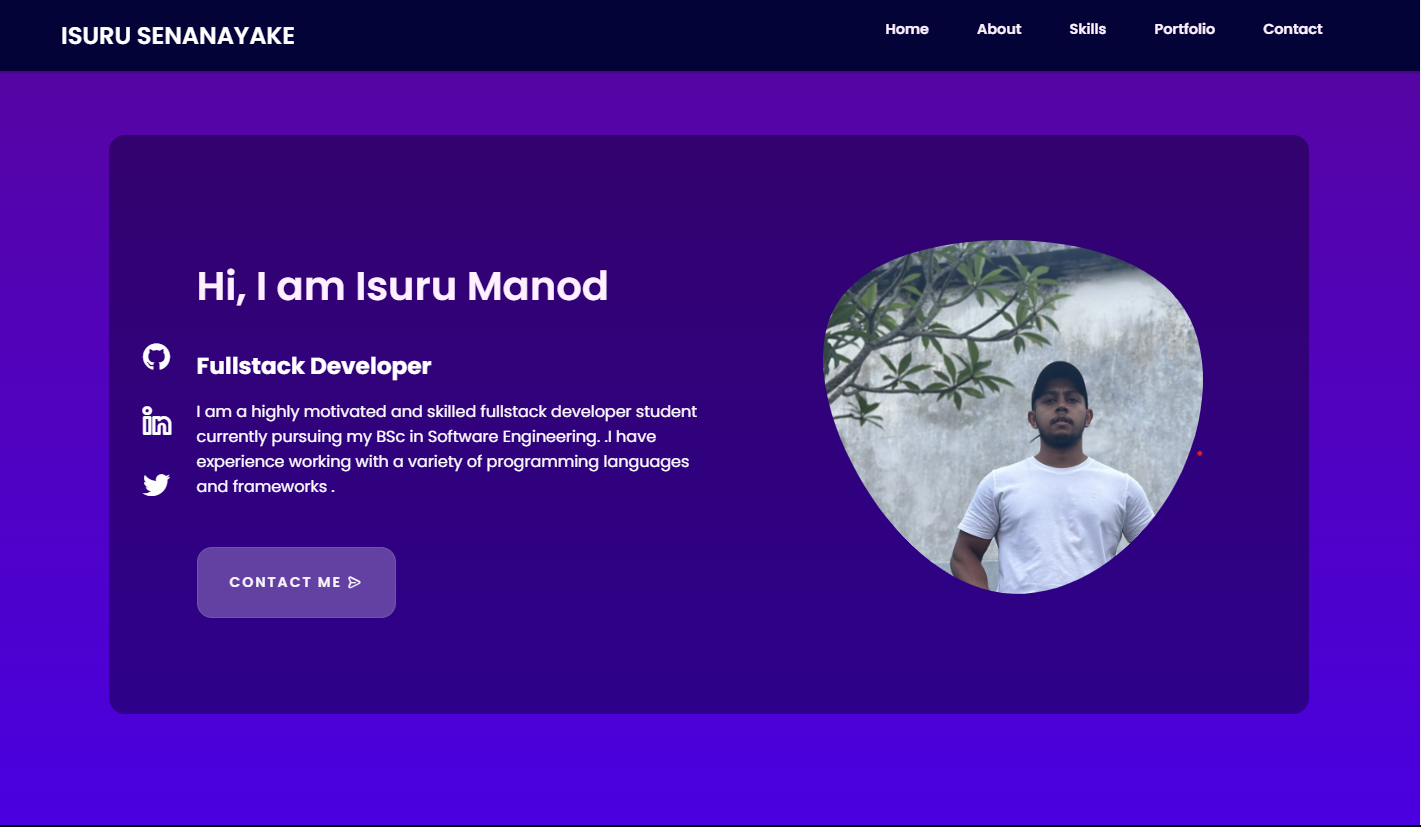 ISURU SENANAYAKE
Home About Skills Portfolio Contact
Hi, I am Isuru Manod
Fullstack Developer
I am a highly motivated and skilled fullstack developer student
currently pursuing my BSc in Software Engineering. .I have
experience working with a variety of programming languages
and frameworks .
CONTACT ME